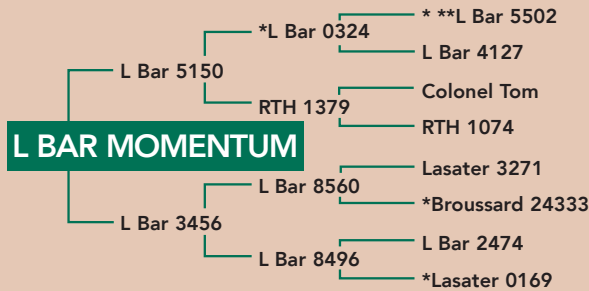 * **L Bar 5502
*L Bar 0324
L Bar 4127
L Bar 5150
Colonel Tom
RTH 1379
RTH 1074
L BAR MOMENTUM
Lasater 3271
L Bar 8560
*Broussard 24333
L Bar 3456
L Bar 2474
L Bar 8496
*Lasater 0169